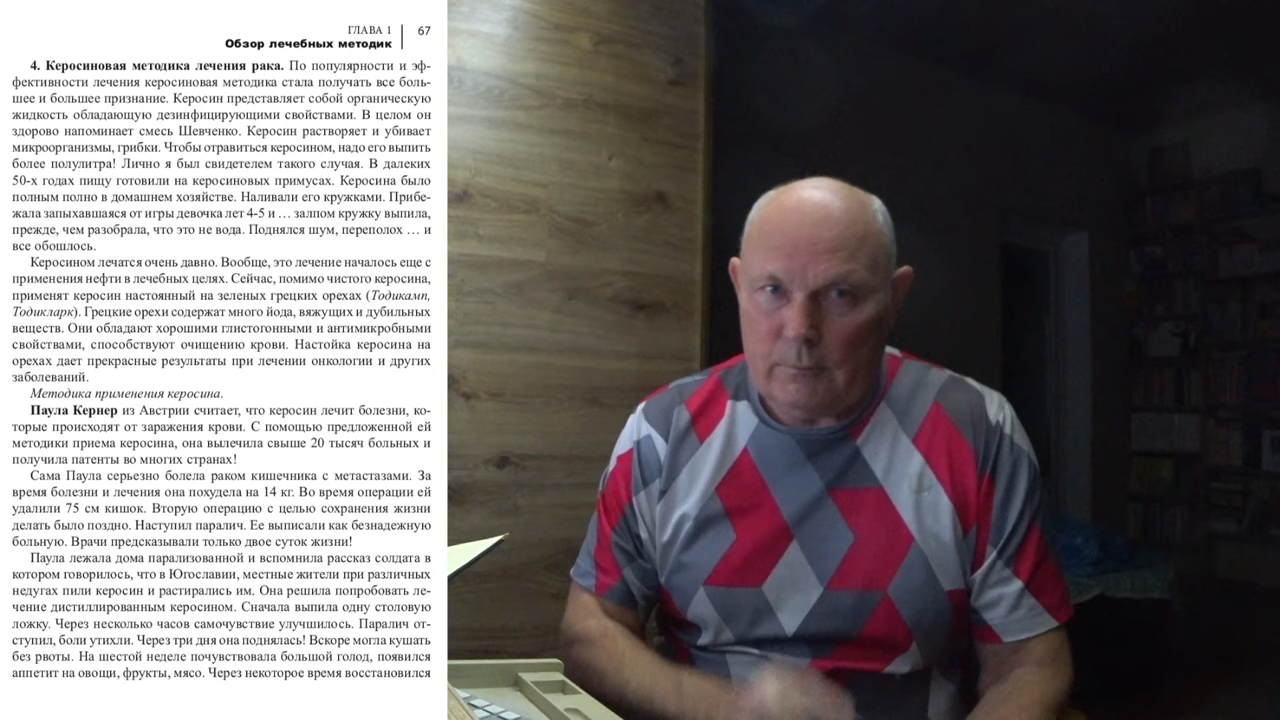 ГЛАВА 1 67
Обзор лечебных методик
4. Керосиновая методика лечения рака. По популярности и эф-
фективности лечения керосиновая методика стала получать все боль-
шее и большее признание. Керосин представляет собой органическую
жидкость обладающую дезинфицирующими свойствами. В целом он
здорово напоминает смесь Шевченко. Керосин растворяет и убивает
микроорганизмы, грибки. Чтобы отравиться керосином, надо его выпить
более полулитра! Лично я был свидетелем такого случая. В далеких
50-х годах пищу готовили на керосиновых примусах. Керосина было
полным полно в домашнем хозяйстве. Наливали его кружками. Прибе-
жала запыхавшаяся от игры девочка лет 4-5 и … залпом кружку выпила,
прежде, чем разобрала, что это не вода. Поднялся шум, переполох … и
все обошлось.
Керосином лечатся очень давно. Вообще, это лечение началось еще с
применения нефти в лечебных целях. Сейчас, помимо чистого керосина,
применят керосин настоянный на зеленых грецких орехах (Тодикамп,
Тодикларк). Грецкие орехи содержат много йода, вяжущих и дубильных
веществ. Они обладают хорошими глистогонными и антимикробными
свойствами, способствуют очищению крови. Настойка керосина на
орехах дает прекрасные результаты при лечении онкологии и других
заболеваний.
Методика применения керосина.
Паула Кернер из Австрии считает, что керосин лечит болезни, ко-
торые происходят от заражения крови. С помощью предложенной ей
методики приема керосина, она вылечила свыше 20 тысяч больных и
получила патенты во многих странах!
Сама Паула серьезно болела раком кишечника с метастазами. За
время болезни и лечения она похудела на 14 кг. Во время операции ей
удалили 75 см кишок. Вторую операцию с целью сохранения жизни
делать было поздно. Наступил паралич. Ее выписали как безнадежную
больную. Врачи предсказывали только двое суток жизни!
Паула лежала дома парализованной и вспомнила рассказ солдата в
котором говорилось, что в Югославии, местные жители при различных
недугах пили керосин и растирались им. Она решила попробовать ле-
чение дистиллированным керосином. Сначала выпила одну столовую
ложку. Через несколько часов самочувствие улучшилось. Паралич от-
ступил, боли утихли. Через три дня она поднялась! Вскоре могла кушать
без рвоты. На шестой неделе почувствовала большой голод, появился
аппетит на овощи, фрукты, мясо. Через некоторое время восстановился